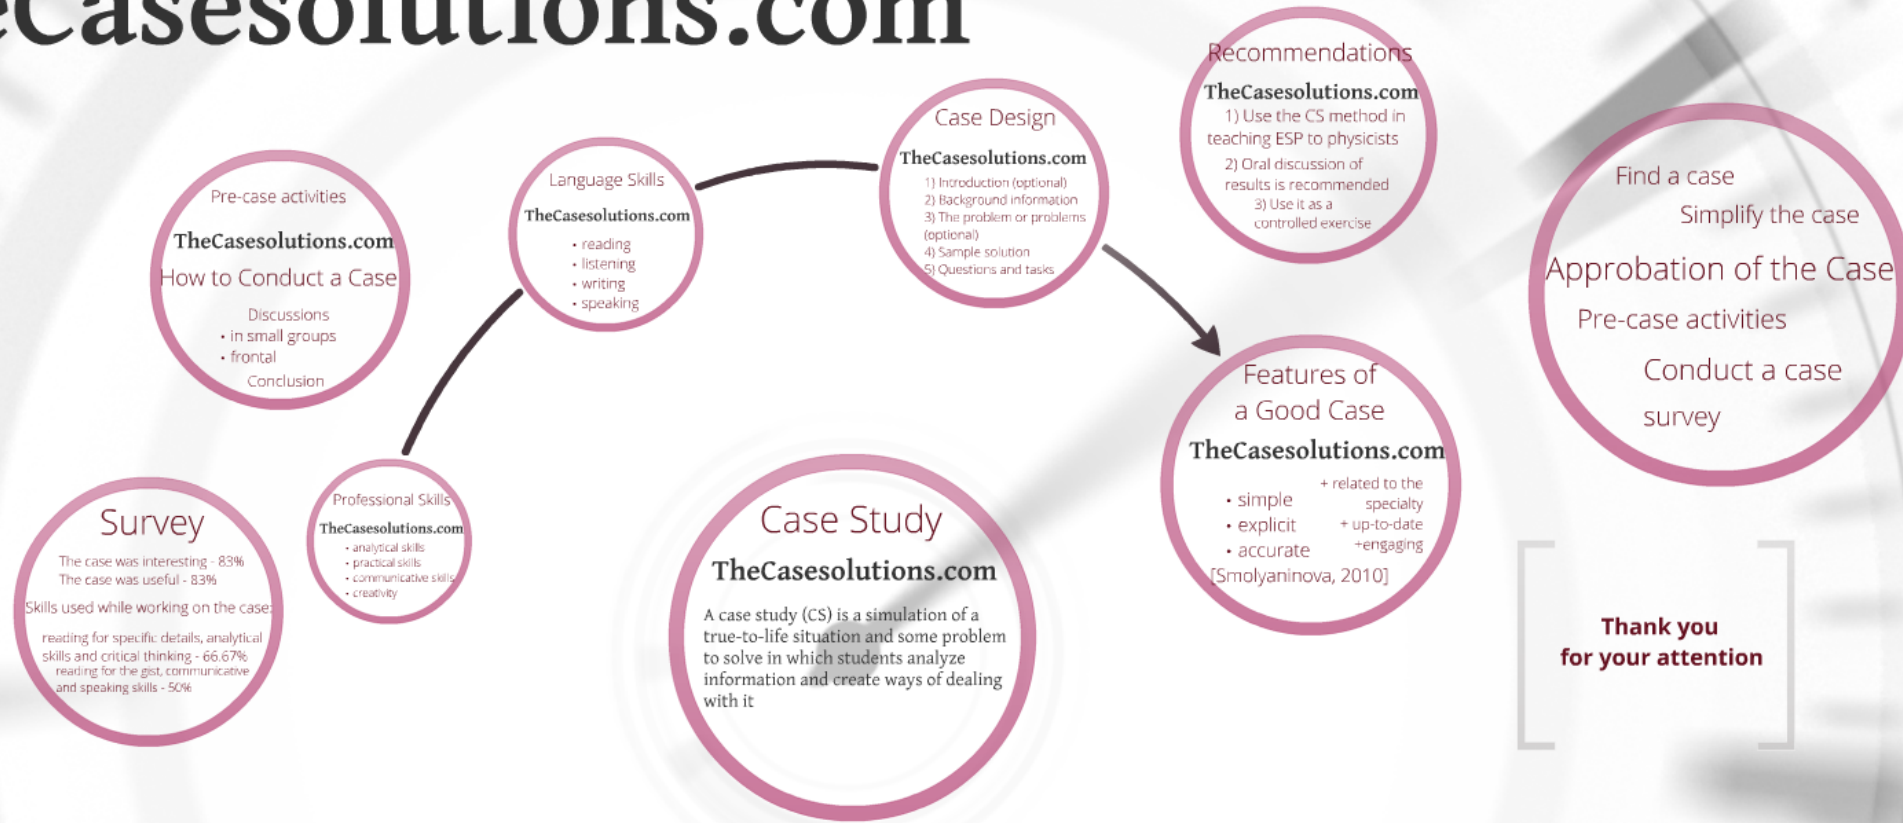 eCasesolutions.com
Pre-case activities
TheCasesolutions.com
How to Conduct a Case
Discussions
• in small groups
• frontal
Conclusion
Language Skills
TheCasesolutions.com
• reading
• listening
• writing
• speaking
Case Design
TheCasesolutions.com
1) Introduction (optional)
2) Background information
3) The problem or problems
(optional)
4) Sample solution
5) Questions and tasks
Recommendations
TheCasesolutions.com
1) Use the CS method in
teaching ESP to physicists
2) Oral discussion of
results is recommended
3) Use it as a
controlled exercise
Find a case
Simplify the case
Approbation of the Case
Pre-case activities
Conduct a case
survey
Survey
The case was interesting - 83%
The case was useful - 83%
Skills used while working on the case:
reading for specific details, analytical
skills and critical thinking - 66.67%
reading for the gist, communicative
and speaking skills - 50%
Professional Skills
TheCasesolutions.com
• analytical skills
• practical skills
• communicative skills
• creativity
Case Study
TheCasesolutions.com
A case study (CS) is a simulation of a
true-to-life situation and some problem
to solve in which students analyze
information and create ways of dealing
with it
Features of
a Good Case
TheCasesolutions.com
• simple
• explicit
• accurate
+ related to the
specialty
+ up-to-date
+engaging
[Smolyaninova, 2010]
Thank you
for your attention